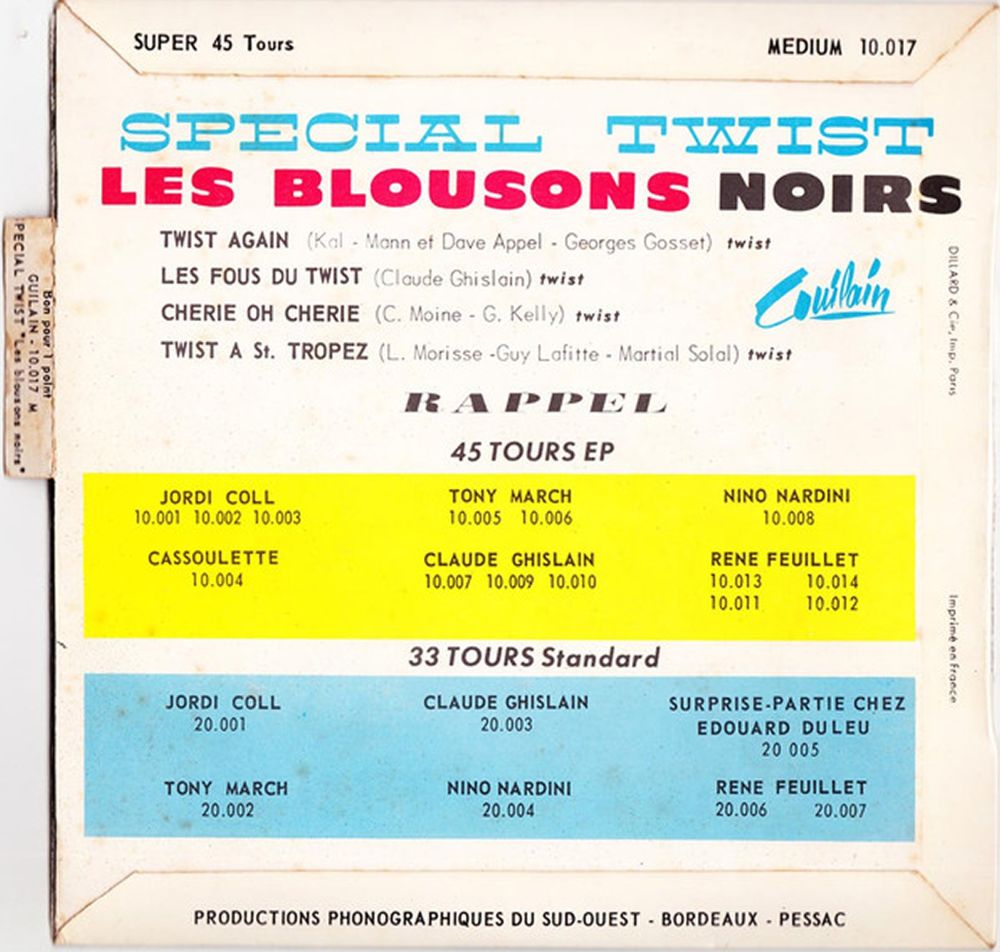 SUPER 45 Tours MEDIUM 10.017
SPECIAL TWIST
LES BLOUSONS NOIRS
TWIST AGAIN (Kal - Mann et Dave Appel - Georges Gosset) twist
LES FOUS DU TWIST (Claude Ghislain) twist
CHERIE OH CHERIE (C. Moine - G. Kelly) twist
TWIST A St. TROPEZ (L. Morisse -Guy Lafitte - Martial Solal) twist
Guilain
RAPPEL
45 TOURS EP
JORDI COLL TONY MARCH NINO NARDINI
10.001 10.002 10.003 10.005 10.006 10.008
CASSOULETTE CLAUDE GHISLAIN RENE FEUILLET
10.004 10.007 10.009 10.010 10.013 10.014
10.011 10.012
33 TOURS Standard
JORDI COLL CLAUDE GHISLAIN SURPRISE-PARTIE CHEZ
20.001 20.003 EDOUARD DULEU
20 005
TONY MARCH NINO NARDINI RENE FEUILLET
20.002 20.004 20.006 20.007
PRODUCTIONS PHONOGRAPHIQUES DU SUD-OUEST - BORDEAUX - PESSAC
Bon pour 1 point
GUILAIN - 10.017 M
SPECIAL TWIST "Les blousons noirs"
DILLARD & Cie. Imp. Paris
Imprimé en France